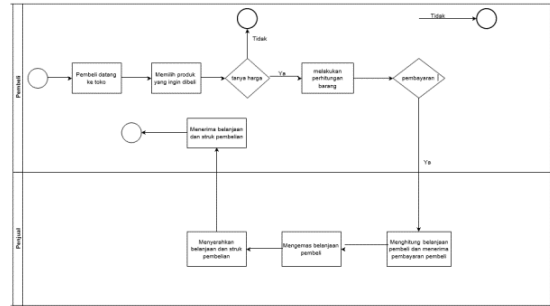 Pembeli
Pembeli datang
ke toko
Memilih produk
yang ingin dibeli
tanya harga
Tidak
Ya
melakukan
perhitungan
barang
pembayaran
Tidak
Ya
Menerima belanjaan
dan struk pembelian
Penjual
Menyerahkan
belanjaan dan struk
pembelian
Mengemas belanjaan
pembeli
Menghitung belanjaan
pembeli dan menerima
pembayaran pembeli